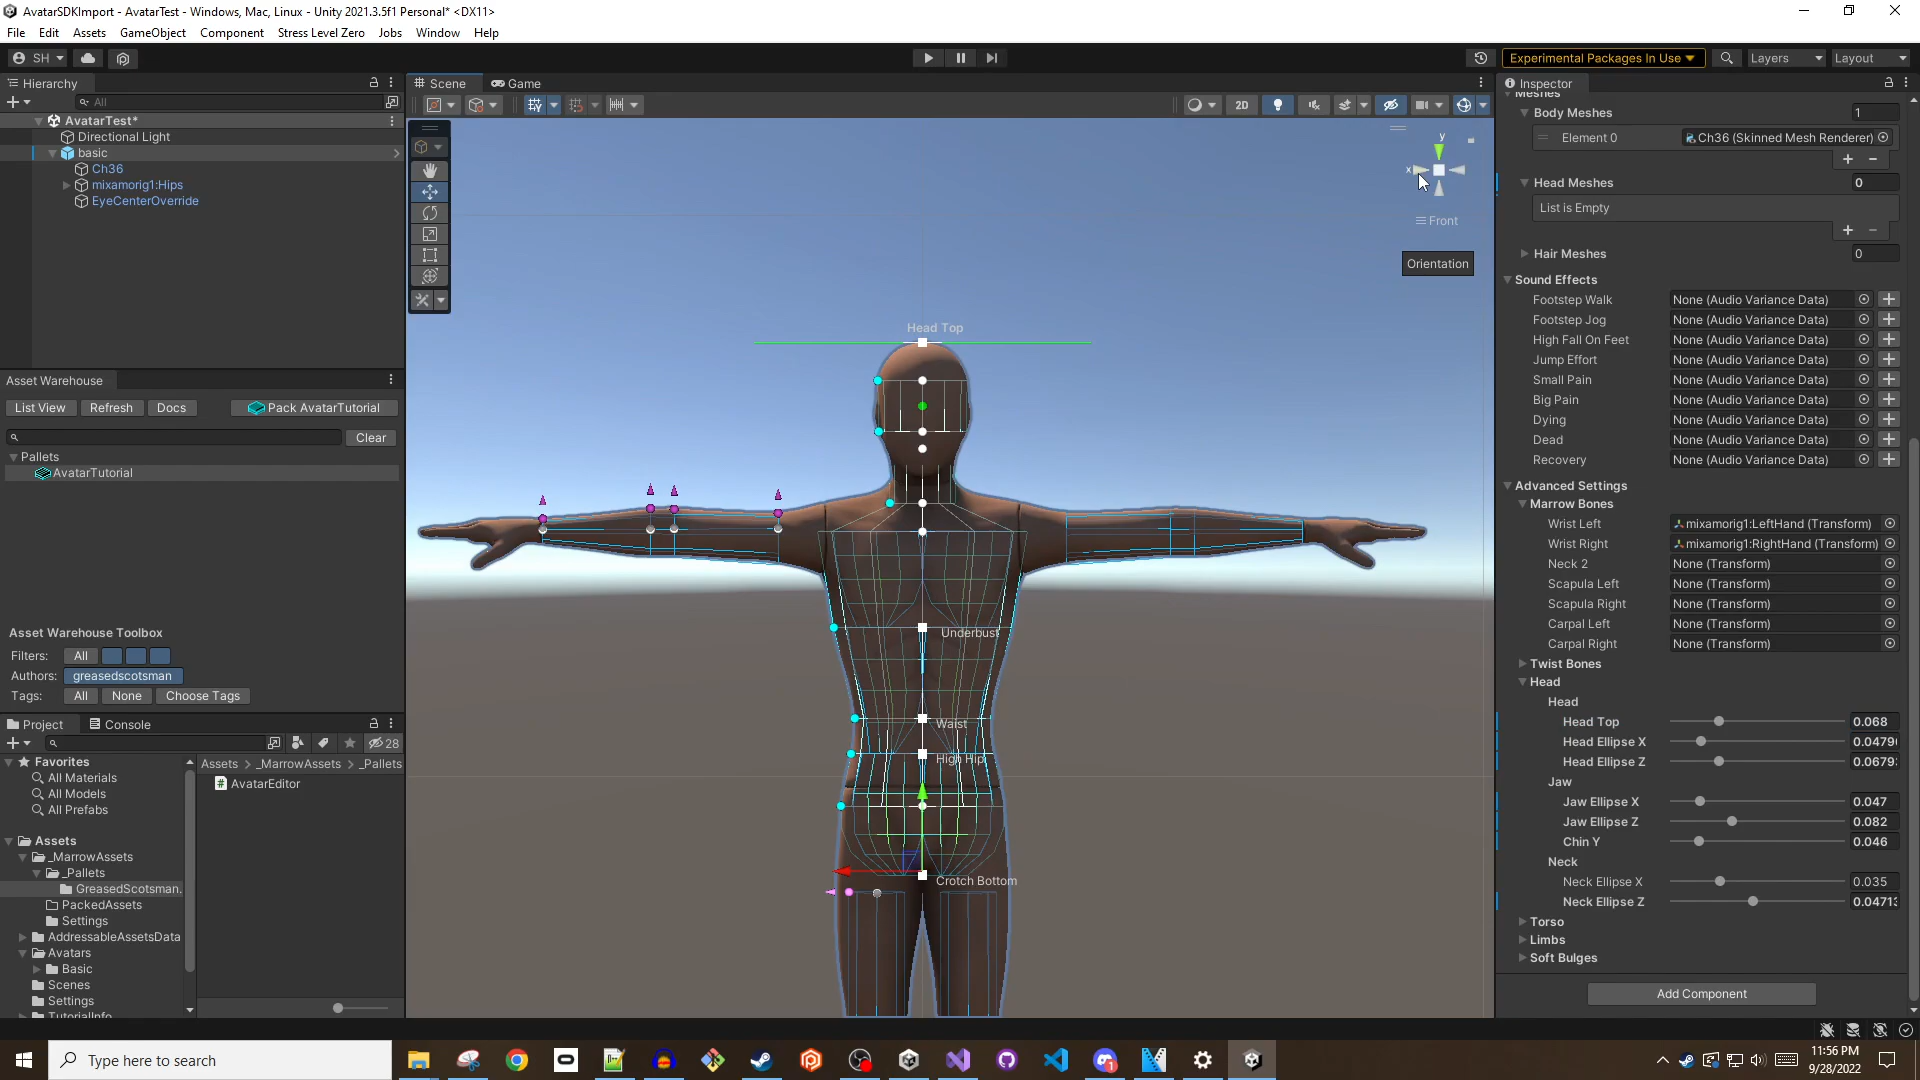 AvatarSDKImport - AvatarTest - Windows, Mac, Linux - Unity 2021.3.5f1 Personal* <DX11>
File Edit Assets GameObject Component Stress Level Zero Jobs Window Help
SH
Experimental Packages In Use
Layers
Layout
Hierarchy
All
AvatarTest*
Directional Light
basic
Ch36
mixamorig1:Hips
EyeCenterOverride
Asset Warehouse
List View Refresh Docs Pack AvatarTutorial
Clear
Pallets
AvatarTutorial
Asset Warehouse Toolbox
Filters: All
Authors: greasedscotsman
Tags: All None Choose Tags
Project Console
28
Favorites
All Materials
All Models
All Prefabs
Assets
_MarrowAssets
_Pallets
GreasedScotsman.
PackedAssets
Settings
AddressableAssetsData
Avatars
Basic
Scenes
Settings
TutorialInfo
Assets > _MarrowAssets > _Pallets
AvatarEditor
Scene Game
2D
y
x
Front
Orientation
Head Top
Underbust
Waist
High Hip
Crotch Bottom
Inspector
Meshes
Body Meshes 1
Element 0 Ch36 (Skinned Mesh Renderer)
Head Meshes 0
List is Empty
Hair Meshes 0
Sound Effects
Footstep Walk None (Audio Variance Data)
Footstep Jog None (Audio Variance Data)
High Fall On Feet None (Audio Variance Data)
Jump Effort None (Audio Variance Data)
Small Pain None (Audio Variance Data)
Big Pain None (Audio Variance Data)
Dying None (Audio Variance Data)
Dead None (Audio Variance Data)
Recovery None (Audio Variance Data)
Advanced Settings
Marrow Bones
Wrist Left mixamorig1:LeftHand (Transform)
Wrist Right mixamorig1:RightHand (Transform)
Neck 2 None (Transform)
Scapula Left None (Transform)
Scapula Right None (Transform)
Carpal Left None (Transform)
Carpal Right None (Transform)
Twist Bones
Head
Head
Head Top 0.068
Head Ellipse X 0.0479
Head Ellipse Z 0.0679
Jaw
Jaw Ellipse X 0.047
Jaw Ellipse Z 0.082
Chin Y 0.046
Neck
Neck Ellipse X 0.035
Neck Ellipse Z 0.0471
Torso
Limbs
Soft Bulges
Add Component
Type here to search
11:56 PM
9/28/2022